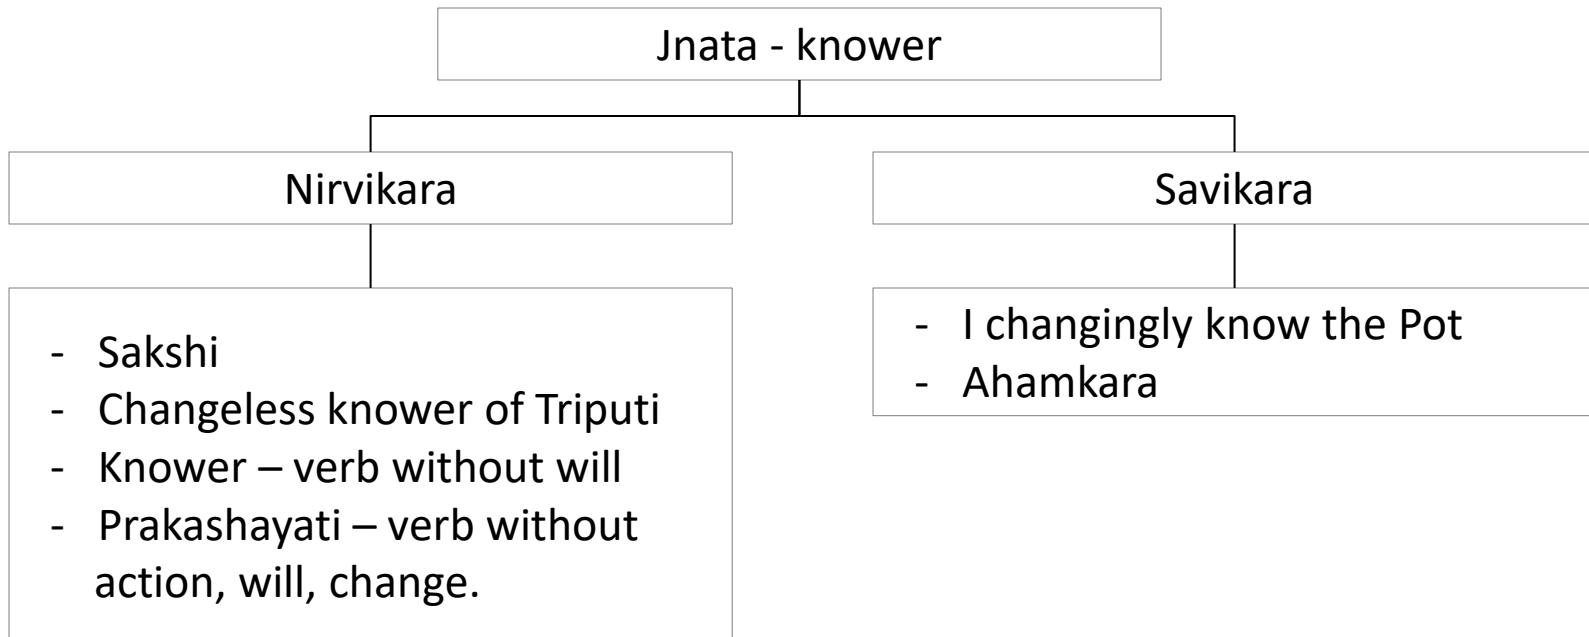 Jnata - knower
Nirvikara
Savikara
- Sakshi
- Changeless knower of Triputi
- Knower – verb without will
- Prakashayati – verb without
action, will, change.
- I changingly know the Pot
- Ahamkara